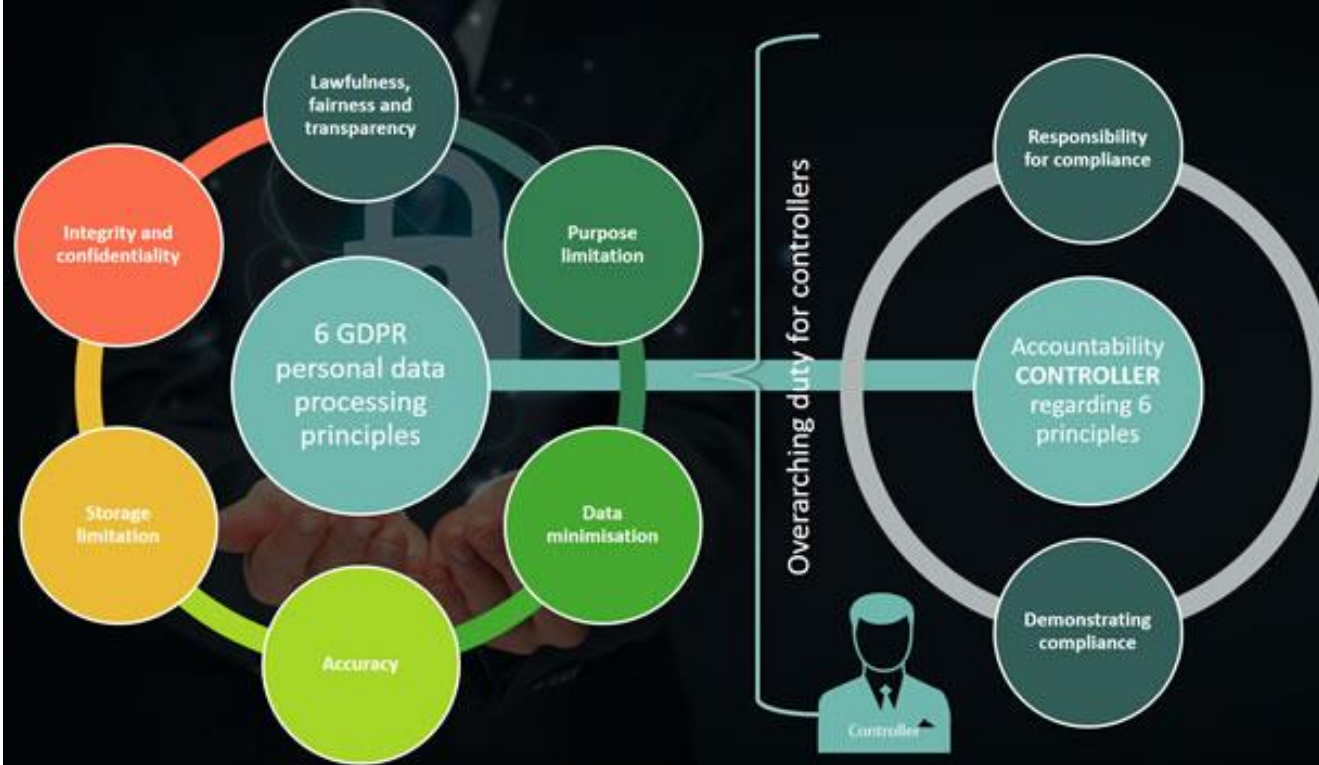 Lawfulness,
fairness and
transparency
Integrity and
confidentiality
Purpose
limitation
6 GDPR
personal data
processing
principles
Storage
limitation
Data
minimisation
Accuracy
Overarching duty for controllers
Responsibility
for compliance
Accountability
CONTROLLER
regarding 6
principles
Demonstrating
compliance
Controller